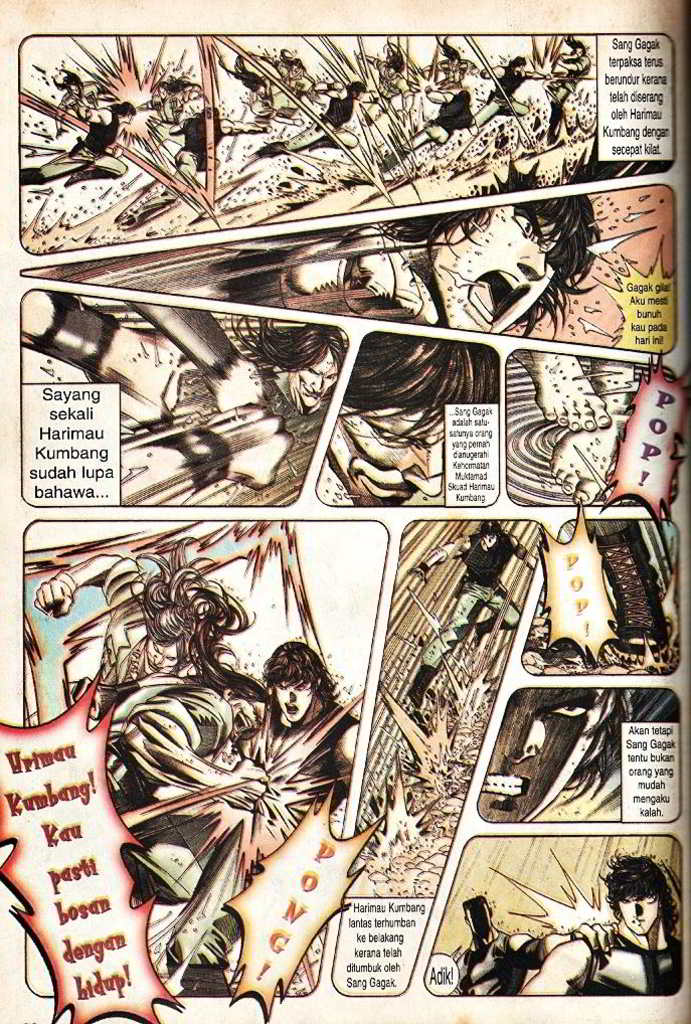 Sang Gagak
terpaksa terus
berundur kerana
telah diserang
oleh Harimau
Kumbang dengan
secepat kilat.
Gagak gila!
Aku mesti
bunuh
kau pada
hari ini!
Sayang
sekali
Harimau
Kumbang
sudah lupa
bahawa...
...Sang Gagak
adalah satu-
satunya orang
yang pernah
dianugerahi
Kehormatan
Muktamad
Skuad Harimau
Kumbang.
POP!
POP!
Hrimau
Kumbang!
Kau
pasti
bosan
dengan
hidup!
PONG!
Harimau Kumbang
lantas terhumban
ke belakang
kerana telah
ditumbuk oleh
Sang Gagak.
Akan tetapi
Sang Gagak
tentu bukan
orang yang
mudah
mengaku
kalah.
Adik!